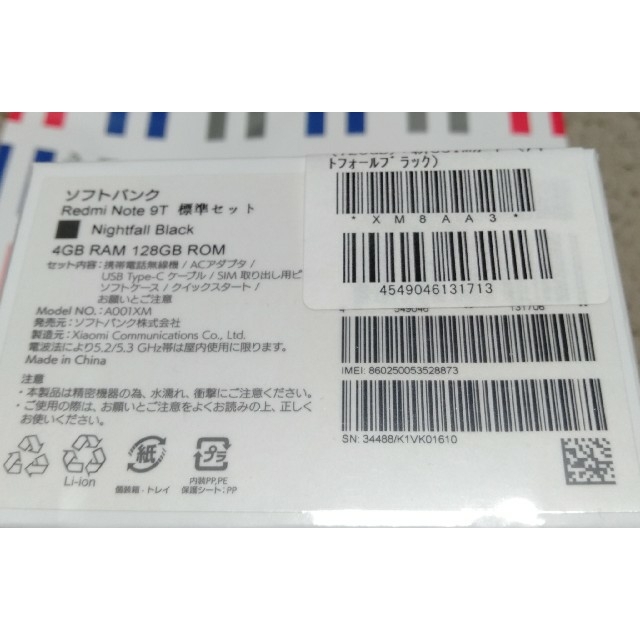 ソフトバンク
Redmi Note 9T 標準セット
Nightfall Black
4GB RAM 128GB ROM
セット内容：携帯電話無線機 / ACアダプタ /
USB Type-C ケーブル / SIM 取り出し用ピ
ソフトケース / クイックスタート /
お願いとご注意
Model NO.: A001XM
発売元：ソフトバンク株式会社
製造元：Xiaomi Communications Co., Ltd.
電波法により5.2/5.3 GHz帯は屋内使用に限ります。
Made in China
注意
・本製品は精密機器の為、水濡れ、衝撃にご注意ください。
・ご使用の際は、お願いとご注意をよくお読みの上、正しく
お使いください。
Li-ion
紙
個装箱・トレイ
プラ
内装PP,PE
保護シート：PP
トフォールブラック)
*XM8AA3*
4549046131713
4 549046 131706
IMEI: 860250053528873
SN: 34488/K1VK01610